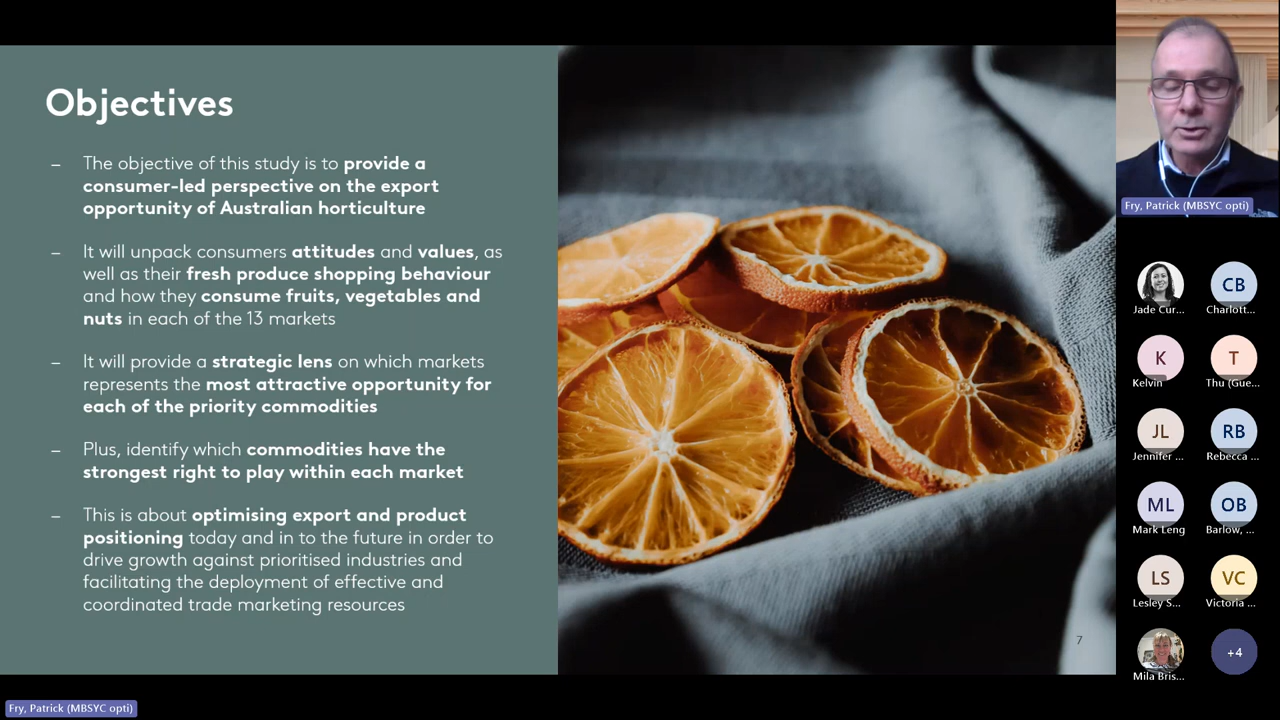 Objectives
– The objective of this study is to provide a
consumer-led perspective on the export
opportunity of Australian horticulture
– It will unpack consumers attitudes and values, as
well as their fresh produce shopping behaviour
and how they consume fruits, vegetables and
nuts in each of the 13 markets
– It will provide a strategic lens on which markets
represents the most attractive opportunity for
each of the priority commodities
– Plus, identify which commodities have the
strongest right to play within each market
– This is about optimising export and product
positioning today and in to the future in order to
drive growth against prioritised industries and
facilitating the deployment of effective and
coordinated trade marketing resources
7
Fry, Patrick (MBSYC opti)
Jade Cur...
CB
Charlott...
K
Kelvin
T
Thu (Gue...
JL
Jennifer ...
RB
Rebecca ...
ML
Mark Leng
OB
Barlow, ...
LS
Lesley S...
VC
Victoria ...
Mila Bris...
+4
Fry, Patrick (MBSYC opti)